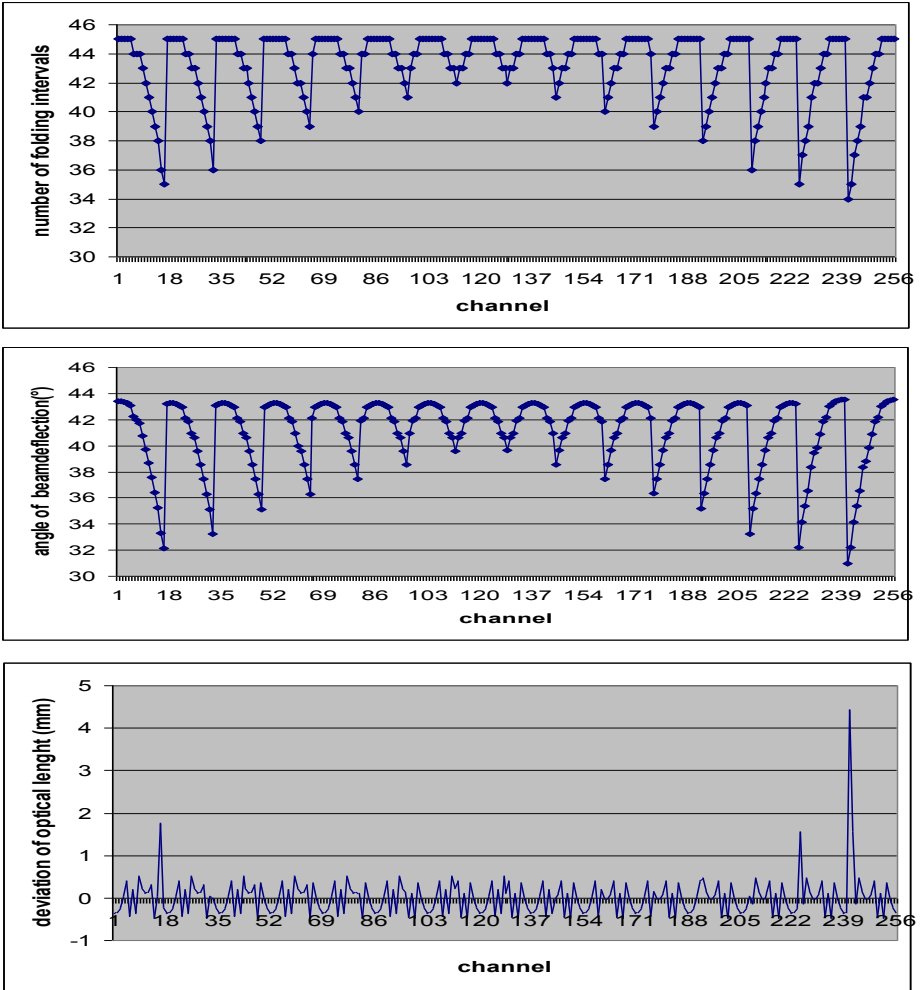 46
44
42
40
38
36
34
32
30
number of folding intervals
1 18 35 52 69 86 103 120 137 154 171 188 205 222 239 256
channel
46
44
42
40
38
36
34
32
30
angle of beamdeflection(°)
1 18 35 52 69 86 103 120 137 154 171 188 205 222 239 256
channel
5
4
3
2
1
0
-1
deviation of optical lenght (mm)
1 18 35 52 69 86 103 120 137 154 171 188 205 222 239 256
channel